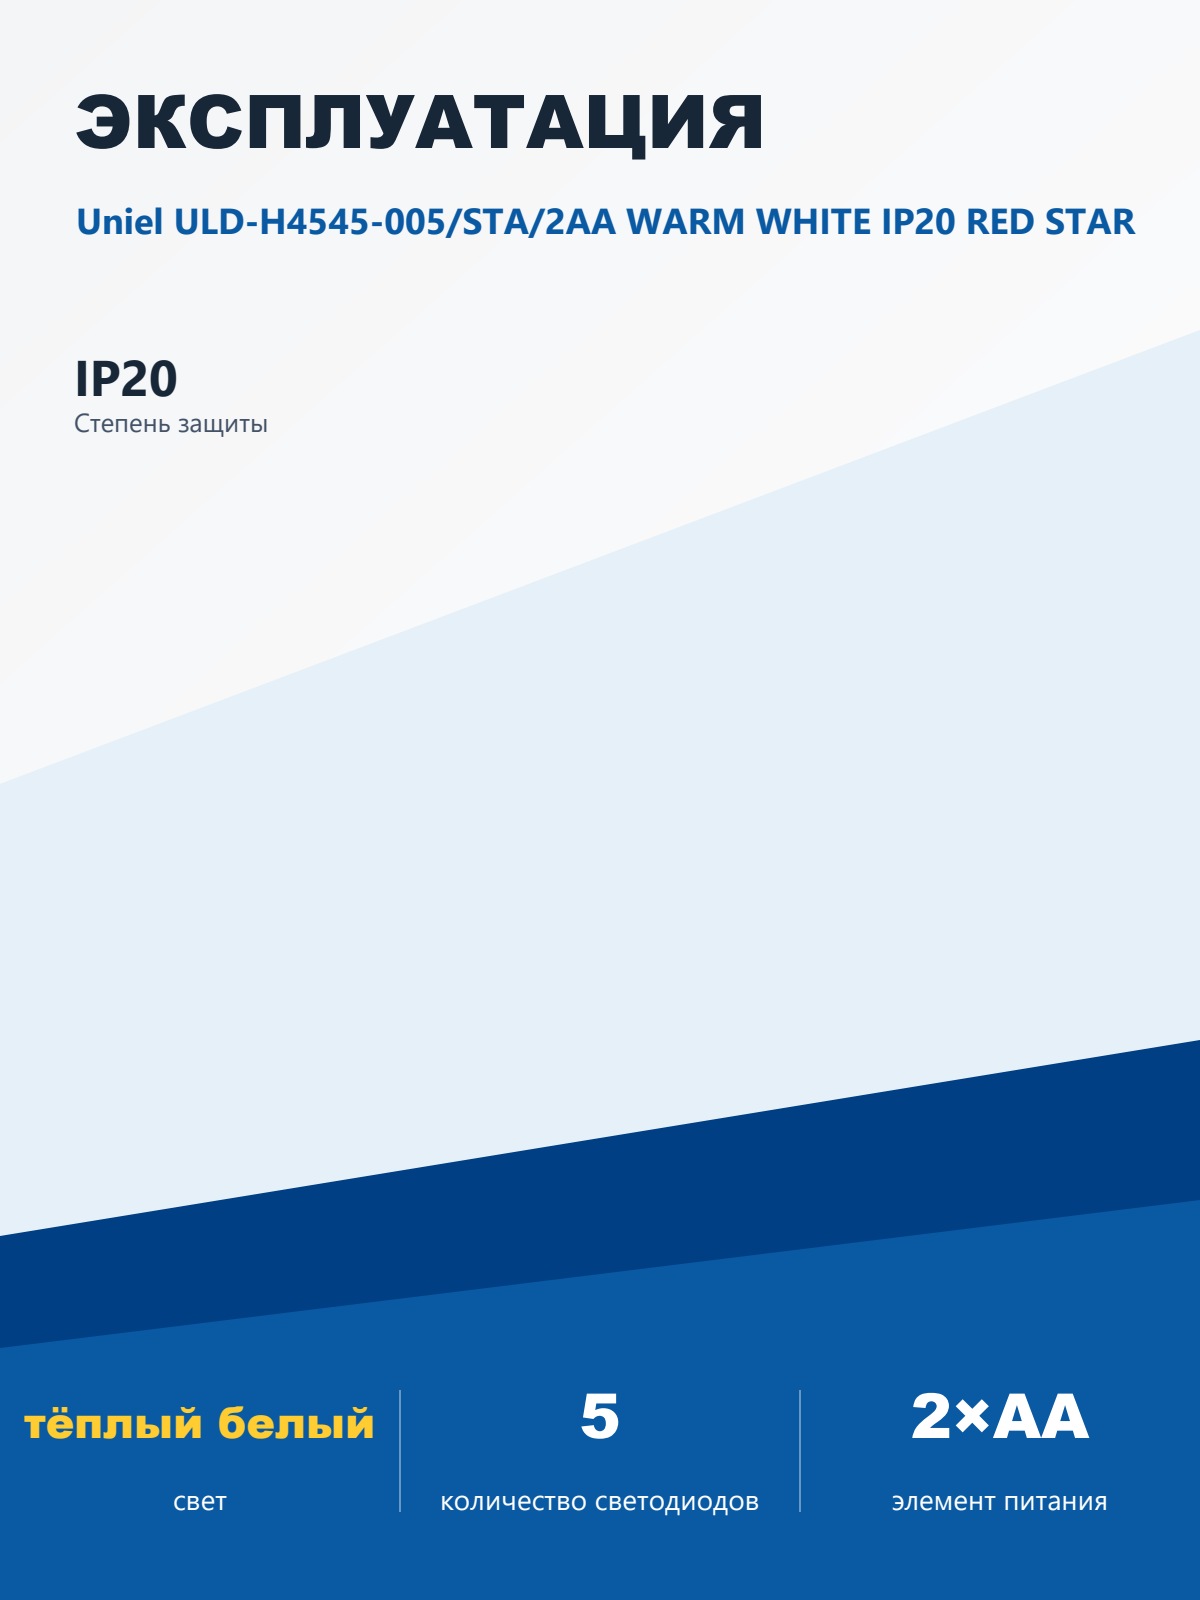 ЭКСПЛУАТАЦИЯ
Uniel ULD-H4545-005/STA/2AA WARM WHITE IP20 RED STAR
IP20
Степень защиты
тёплый белый
свет
5
количество светодиодов
2×AA
элемент питания